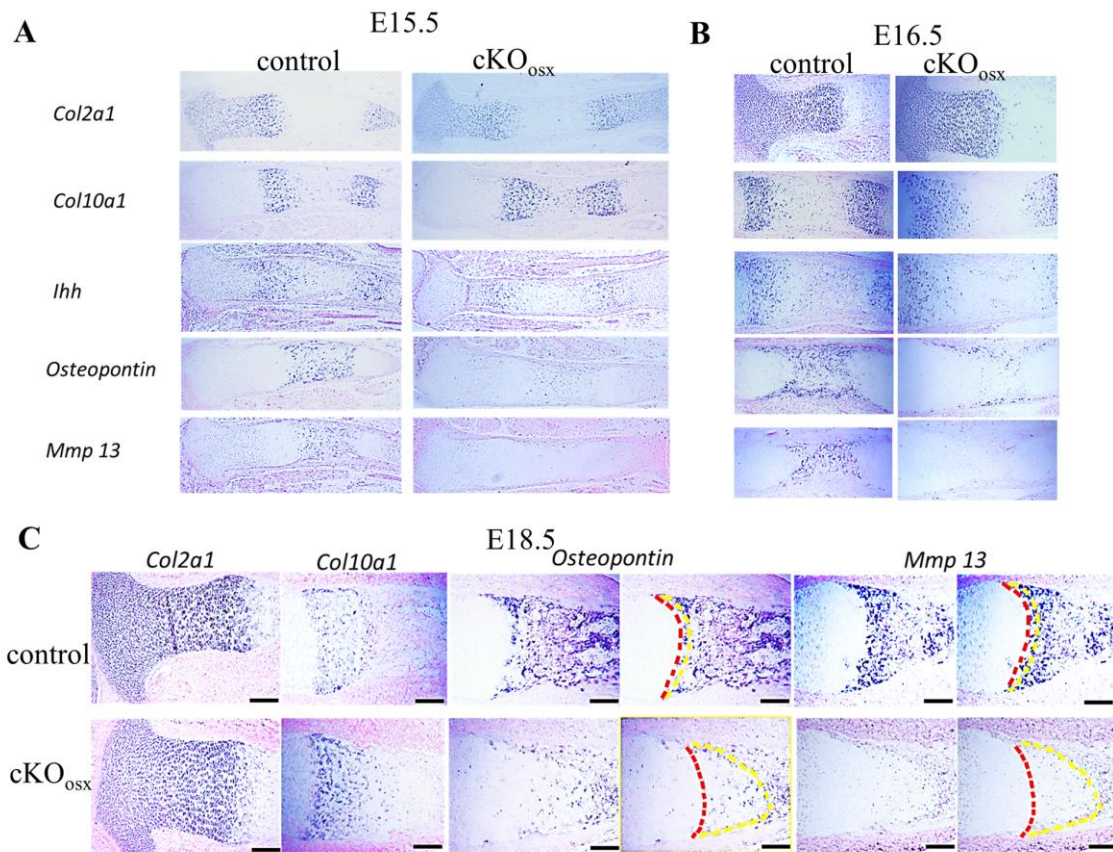 A
E15.5
control cKOosx
Col2a1
Col10a1
Ihh
Osteopontin
Mmp 13
B
E16.5
control cKOosx
C
E18.5
Col2a1 Col10a1 Osteopontin Mmp 13
control
cKOosx